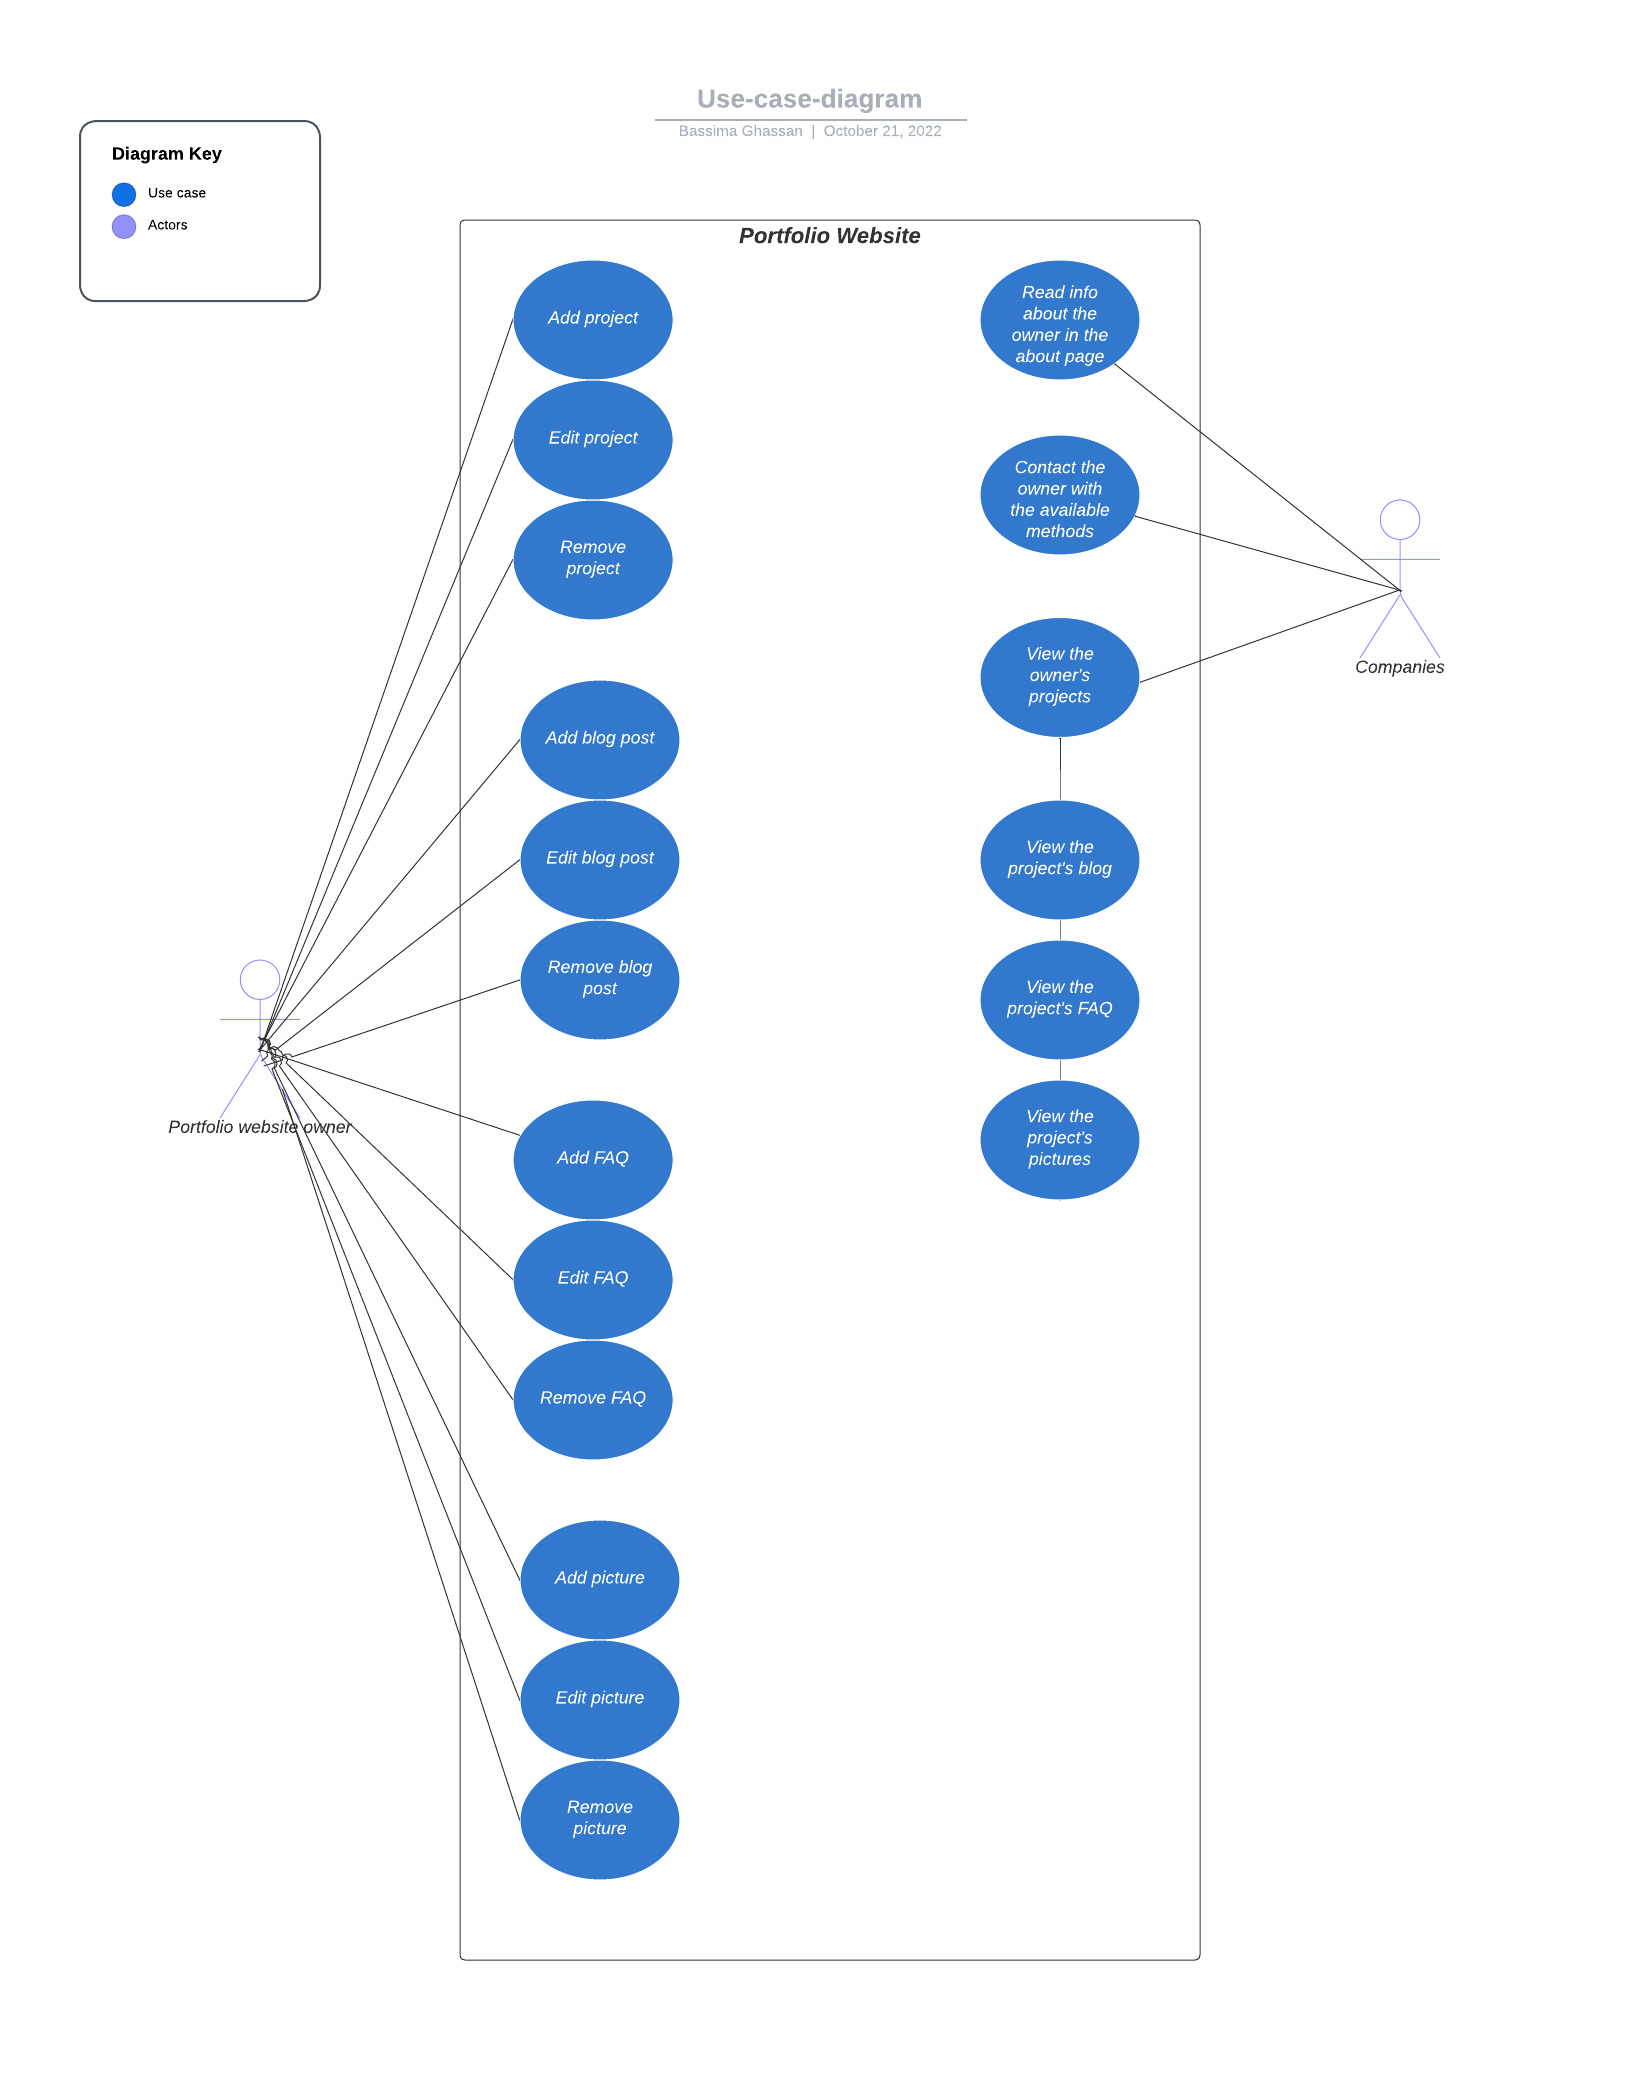 Use-case-diagram
Bassima Ghassan | October 21, 2022
Diagram Key
Use case
Actors
Portfolio Website
Add project
Edit project
Remove
project
Add blog post
Edit blog post
Remove blog
post
Add FAQ
Edit FAQ
Remove FAQ
Add picture
Edit picture
Remove
picture
Read info
about the
owner in the
about page
Contact the
owner with
the available
methods
View the
owner's
projects
View the
project's blog
View the
project's FAQ
View the
project's
pictures
Portfolio website owner
Companies